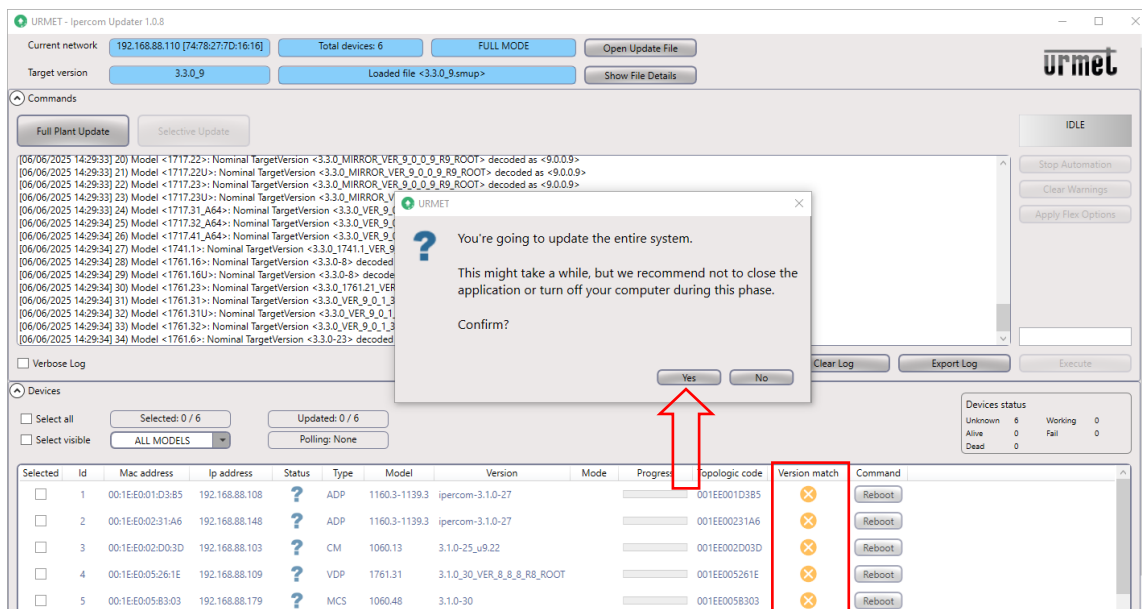 URMET - Ipercom Updater 1.0.8
Current network 192.168.88.110 [74:78:27:7D:16:16] Total devices: 6 FULL MODE Open Update File
Target version 3.3.0_9 Loaded file <3.3.0_9.smup> Show File Details
urmet
Commands
Full Plant Update Selective Update IDLE
[06/06/2025 14:29:33] 20) Model <1717.22>: Nominal TargetVersion <3.3.0_MIRROR_VER_9_0_0_9_R9_ROOT> decoded as <9.0.0.9>
[06/06/2025 14:29:33] 21) Model <1717.22U>: Nominal TargetVersion <3.3.0_MIRROR_VER_9_0_0_9_R9_ROOT> decoded as <9.0.0.9>
[06/06/2025 14:29:33] 22) Model <1717.23>: Nominal TargetVersion <3.3.0_MIRROR_VER_9_0_0_9_R9_ROOT> decoded as <9.0.0.9>
[06/06/2025 14:29:33] 23) Model <1717.23U>: Nominal TargetVersion <3.3.0_MIRROR_V
[06/06/2025 14:29:34] 24) Model <1717.31_A64>: Nominal TargetVersion <3.3.0_VER_9_
[06/06/2025 14:29:34] 25) Model <1717.32_A64>: Nominal TargetVersion <3.3.0_VER_9_
[06/06/2025 14:29:34] 26) Model <1717.41_A64>: Nominal TargetVersion <3.3.0_VER_9_
[06/06/2025 14:29:34] 27) Model <1741.1>: Nominal TargetVersion <3.3.0_1741.1_VER_9
[06/06/2025 14:29:34] 28) Model <1761.16>: Nominal TargetVersion <3.3.0-8> decoded
[06/06/2025 14:29:34] 29) Model <1761.16U>: Nominal TargetVersion <3.3.0-8> decode
[06/06/2025 14:29:34] 30) Model <1761.23>: Nominal TargetVersion <3.3.0_1761.21_VER
[06/06/2025 14:29:34] 31) Model <1761.31>: Nominal TargetVersion <3.3.0_VER_9_0_1_3
[06/06/2025 14:29:34] 32) Model <1761.31U>: Nominal TargetVersion <3.3.0_VER_9_0_1_
[06/06/2025 14:29:34] 33) Model <1761.32>: Nominal TargetVersion <3.3.0_VER_9_0_1_3
[06/06/2025 14:29:34] 34) Model <1761.6>: Nominal TargetVersion <3.3.0-23> decoded
Stop Automation
Clear Warnings
Apply Flex Options
URMET
You're going to update the entire system.
This might take a while, but we recommend not to close the
application or turn off your computer during this phase.
Confirm?
Yes No
Verbose Log Clear Log Export Log Execute
Devices
Select all Selected: 0 / 6 Updated: 0 / 6
Select visible ALL MODELS Polling: None
Devices status
Unknown 6 Working 0
Alive 0 Fail 0
Dead 0
Selected Id Mac address Ip address Status Type Model Version Mode Progress Topologic code Version match Command
1 00:1E:E0:01:D3:B5 192.168.88.108 ADP 1160.3-1139.3 ipercom-3.1.0-27 001EE001D3B5 Reboot
2 00:1E:E0:02:31:A6 192.168.88.148 ADP 1160.3-1139.3 ipercom-3.1.0-27 001EE00231A6 Reboot
3 00:1E:E0:02:D0:3D 192.168.88.103 CM 1060.13 3.1.0-25_u9.22 001EE002D03D Reboot
4 00:1E:E0:05:26:1E 192.168.88.109 VDP 1761.31 3.1.0_30_VER_8_8_8_R8_ROOT 001EE005261E Reboot
5 00:1E:E0:05:B3:03 192.168.88.179 MCS 1060.48 3.1.0-30 001EE005B303 Reboot